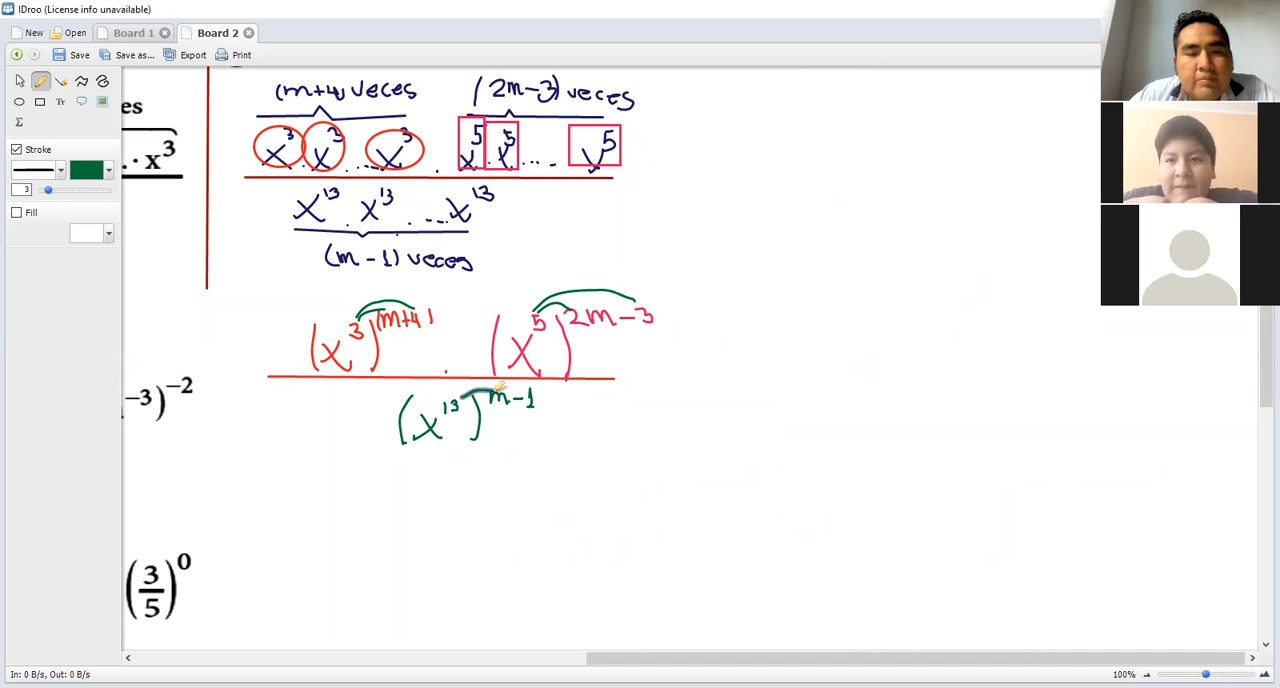 IDroo (License info unavailable)
New Open Board 1 Board 2
Save Save as... Export Print
Tr
Σ
Stroke
3
Fill
es
. · x³
(m+4) veces (2m-3) veces
x³ . x³ ..... x³ . x⁵ . x⁵ .... x⁵
x¹³ . x¹³ . .... x¹³
(m-1) veces
(x³)^(m+4) . (x⁵)^2m-3
(x¹³)^m-1
-3)⁻²
(3/5)⁰
In: 0 B/s, Out: 0 B/s 100%